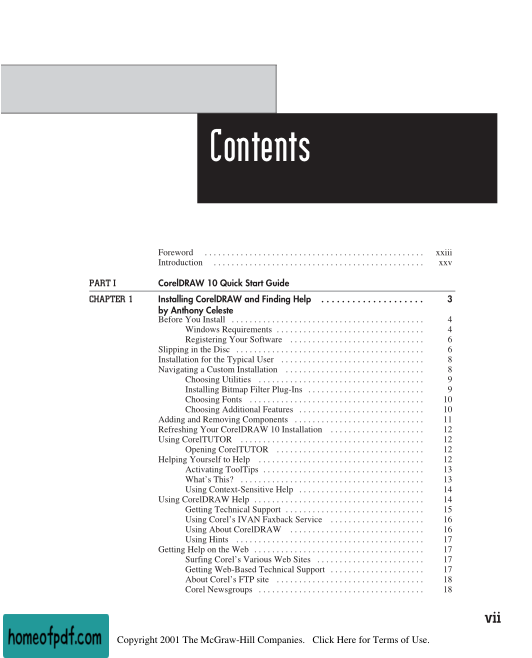 Contents
Foreword . . . . . . . . . . . . . . . . . . . . . . . . . . . . . . . . . . . . . . . . . . . . . . . . . xxiii
Introduction . . . . . . . . . . . . . . . . . . . . . . . . . . . . . . . . . . . . . . . . . . . . . . . xxv
PART I CorelDRAW 10 Quick Start Guide
CHAPTER 1 Installing CorelDRAW and Finding Help . . . . . . . . . . . . . . . . . . . . 3
by Anthony Celeste
Before You Install . . . . . . . . . . . . . . . . . . . . . . . . . . . . . . . . . . . . . . . . . . . 4
Windows Requirements . . . . . . . . . . . . . . . . . . . . . . . . . . . . . . . . . 4
Registering Your Software . . . . . . . . . . . . . . . . . . . . . . . . . . . . . . 6
Slipping in the Disc . . . . . . . . . . . . . . . . . . . . . . . . . . . . . . . . . . . . . . . . . . 6
Installation for the Typical User . . . . . . . . . . . . . . . . . . . . . . . . . . . . . . . . 8
Navigating a Custom Installation . . . . . . . . . . . . . . . . . . . . . . . . . . . . . . . 8
Choosing Utilities . . . . . . . . . . . . . . . . . . . . . . . . . . . . . . . . . . . . . 9
Installing Bitmap Filter Plug-Ins . . . . . . . . . . . . . . . . . . . . . . . . . . 9
Choosing Fonts . . . . . . . . . . . . . . . . . . . . . . . . . . . . . . . . . . . . . . . 10
Choosing Additional Features . . . . . . . . . . . . . . . . . . . . . . . . . . . . 10
Adding and Removing Components . . . . . . . . . . . . . . . . . . . . . . . . . . . . . 11
Refreshing Your CorelDRAW 10 Installation . . . . . . . . . . . . . . . . . . . . . 12
Using CorelTUTOR . . . . . . . . . . . . . . . . . . . . . . . . . . . . . . . . . . . . . . . . . 12
Opening CorelTUTOR . . . . . . . . . . . . . . . . . . . . . . . . . . . . . . . . . 12
Helping Yourself to Help . . . . . . . . . . . . . . . . . . . . . . . . . . . . . . . . . . . . . 12
Activating ToolTips . . . . . . . . . . . . . . . . . . . . . . . . . . . . . . . . . . . . 13
What's This? . . . . . . . . . . . . . . . . . . . . . . . . . . . . . . . . . . . . . . . . . 13
Using Context-Sensitive Help . . . . . . . . . . . . . . . . . . . . . . . . . . . . 14
Using CorelDRAW Help . . . . . . . . . . . . . . . . . . . . . . . . . . . . . . . . . . . . . . 14
Getting Technical Support . . . . . . . . . . . . . . . . . . . . . . . . . . . . . . . 15
Using Corel's IVAN Faxback Service . . . . . . . . . . . . . . . . . . . . . 16
Using About CorelDRAW . . . . . . . . . . . . . . . . . . . . . . . . . . . . . . 16
Using Hints . . . . . . . . . . . . . . . . . . . . . . . . . . . . . . . . . . . . . . . . . . 17
Getting Help on the Web . . . . . . . . . . . . . . . . . . . . . . . . . . . . . . . . . . . . . . 17
Surfing Corel's Various Web Sites . . . . . . . . . . . . . . . . . . . . . . . . 17
Getting Web-Based Technical Support . . . . . . . . . . . . . . . . . . . . . 17
About Corel's FTP site . . . . . . . . . . . . . . . . . . . . . . . . . . . . . . . . . 18
Corel Newsgroups . . . . . . . . . . . . . . . . . . . . . . . . . . . . . . . . . . . . . 18
vii
homeofpdf.com
Copyright 2001 The McGraw-Hill Companies. Click Here for Terms of Use.